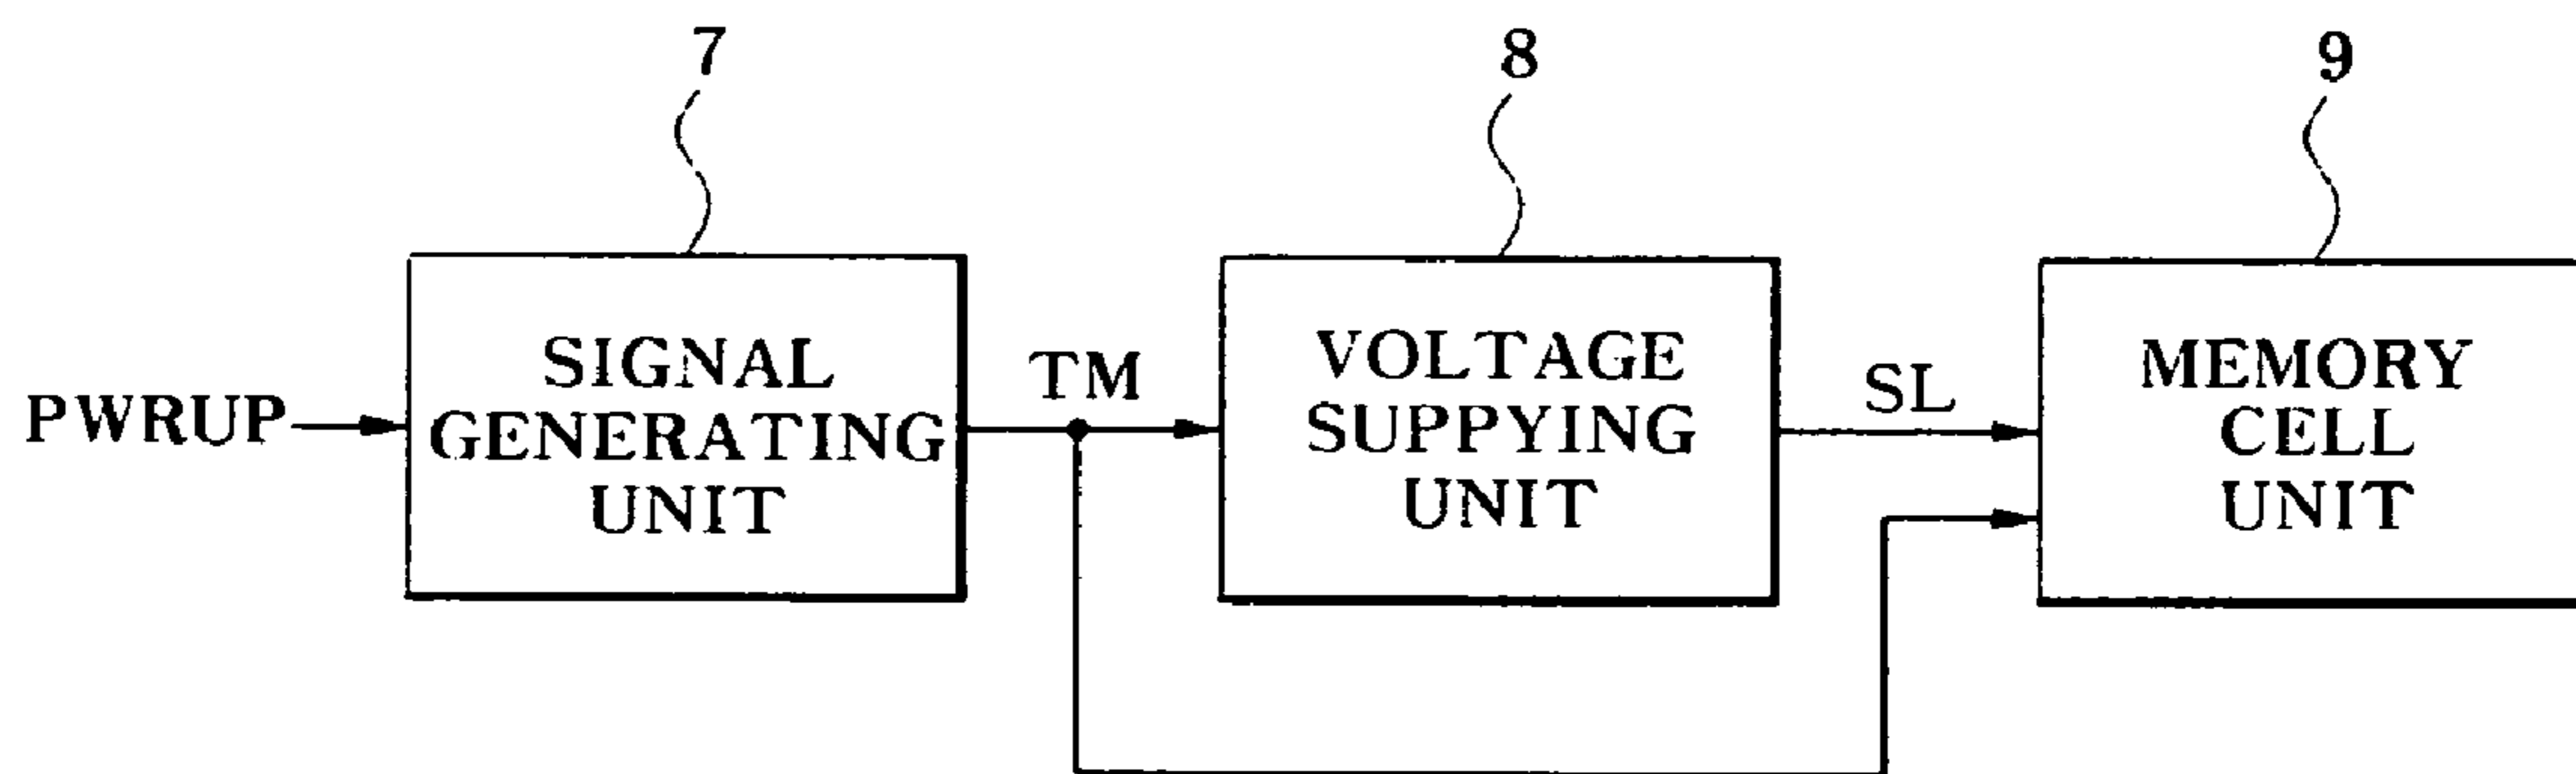 7
8
9
PWRUP
SIGNAL
GENERATING
UNIT
TM
VOLTAGE
SUPPYING
UNIT
SL
MEMORY
CELL
UNIT